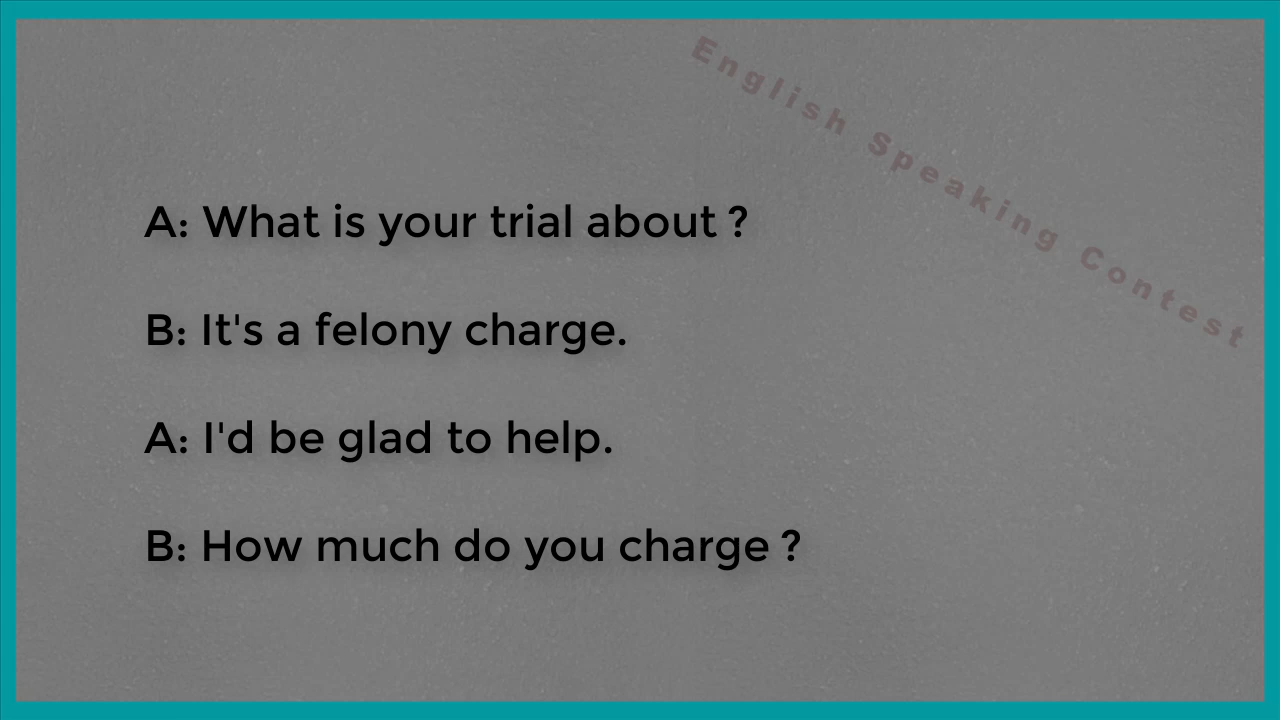 English Speaking Contest
A: What is your trial about ?
B: It's a felony charge.
A: I'd be glad to help.
B: How much do you charge ?